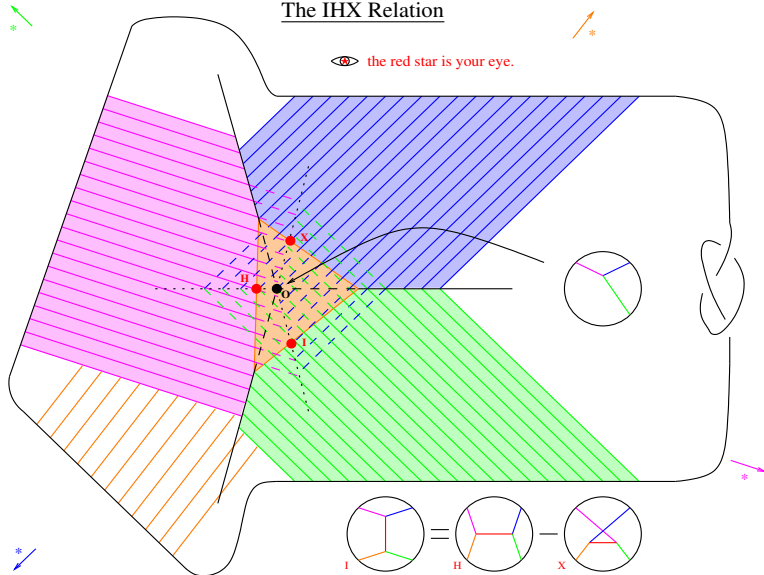 The IHX Relation
*
*
the red star is your eye.
X
H
O
I
*
*
I
=
H
−
X